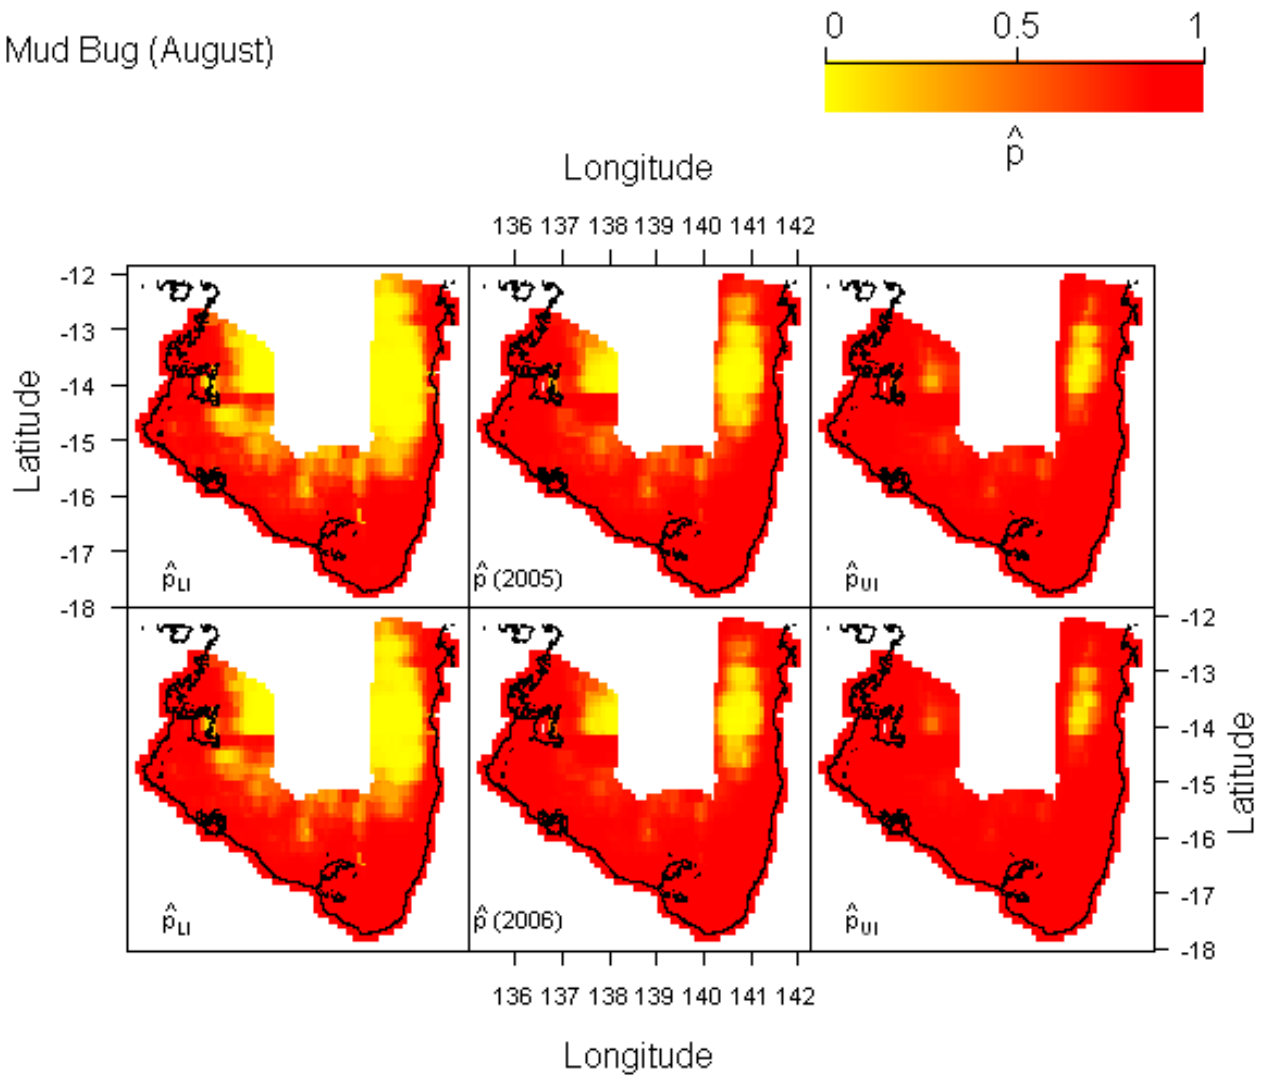 Mud Bug (August)
0 0.5 1
p̂
Longitude
136 137 138 139 140 141 142
Latitude
-12
-13
-14
-15
-16
-17
-18
p̂LI
p̂ (2005)
p̂UI
p̂LI
p̂ (2006)
p̂UI
-12
-13
-14
-15
-16
-17
-18
Latitude
136 137 138 139 140 141 142
Longitude